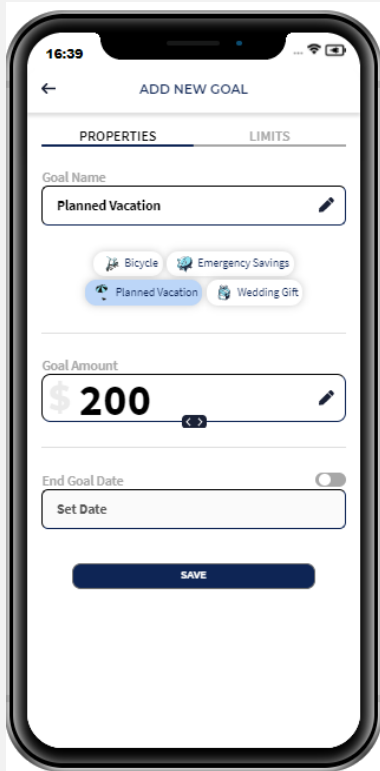 16:39
ADD NEW GOAL
PROPERTIES LIMITS
Goal Name
Planned Vacation
Bicycle Emergency Savings
Planned Vacation Wedding Gift
Goal Amount
$ 200
End Goal Date
Set Date
SAVE